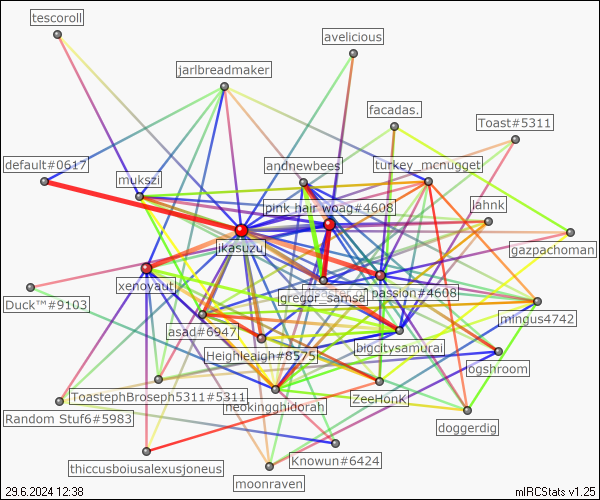 tescoroll
avelicious
jarlbreadmaker
facadas.
Toast#5311
default#0617
andnewbees
turkey_mcnugget
mukszi
pink hair woag#4608
lahnk
jikasuzu
gazpachoman
xenoyaut
Duck™#9103
gregor_samsa
passion#4608
mingus4742
asad#6947
bigcitysamurai
Heighleaigh#8575
ogshroom
ToastephBroseph5311#5311
neokingghidorah
ZeeHonK
Random Stuf6#5983
doggerdig
thiccusboiusalexusjoneus
Knowun#6424
moonraven
29.6.2024 12:38
mIRCStats v1.25